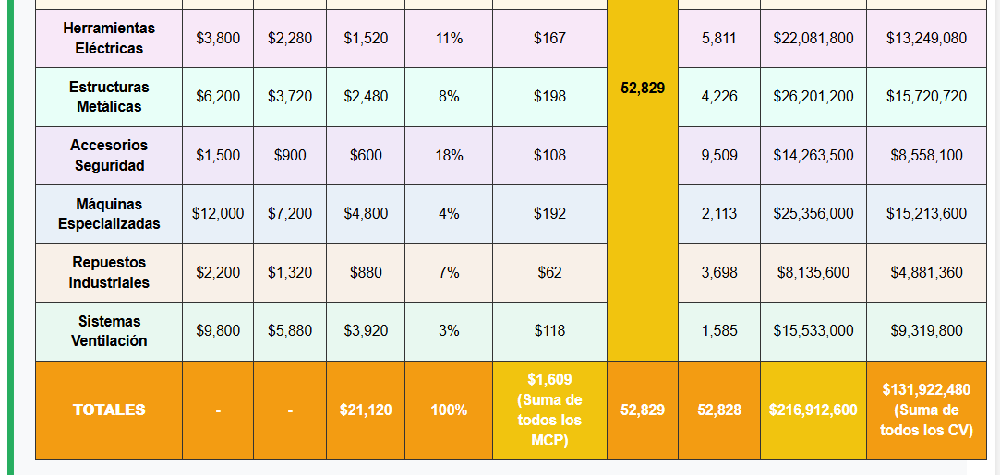 Herramientas
Eléctricas
$3,800 $2,280 $1,520 11% $167 5,811 $22,081,800 $13,249,080
Estructuras
Metálicas
$6,200 $3,720 $2,480 8% $198 52,829 4,226 $26,201,200 $15,720,720
Accesorios
Seguridad
$1,500 $900 $600 18% $108 9,509 $14,263,500 $8,558,100
Máquinas
Especializadas
$12,000 $7,200 $4,800 4% $192 2,113 $25,356,000 $15,213,600
Repuestos
Industriales
$2,200 $1,320 $880 7% $62 3,698 $8,135,600 $4,881,360
Sistemas
Ventilación
$9,800 $5,880 $3,920 3% $118 1,585 $15,533,000 $9,319,800
TOTALES - - $21,120 100%
$1,609
(Suma de
todos los
MCP)
52,829 52,828 $216,912,600
$131,922,480
(Suma de
todos los CV)